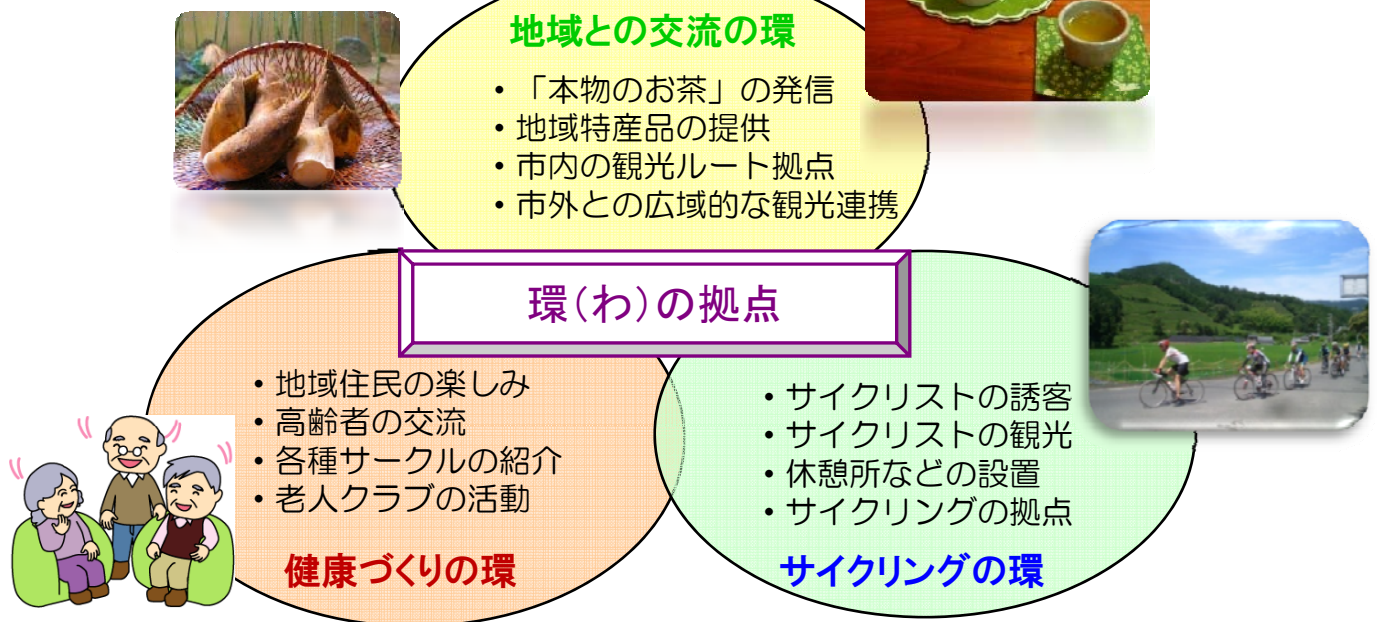 地域との交流の環
・「本物のお茶」の発信
・地域特産品の提供
・市内の観光ルート拠点
・市外との広域的な観光連携
環(わ)の拠点
・地域住民の楽しみ
・高齢者の交流
・各種サークルの紹介
・老人クラブの活動
健康づくりの環
・サイクリストの誘客
・サイクリストの観光
・休憩所などの設置
・サイクリングの拠点
サイクリングの環